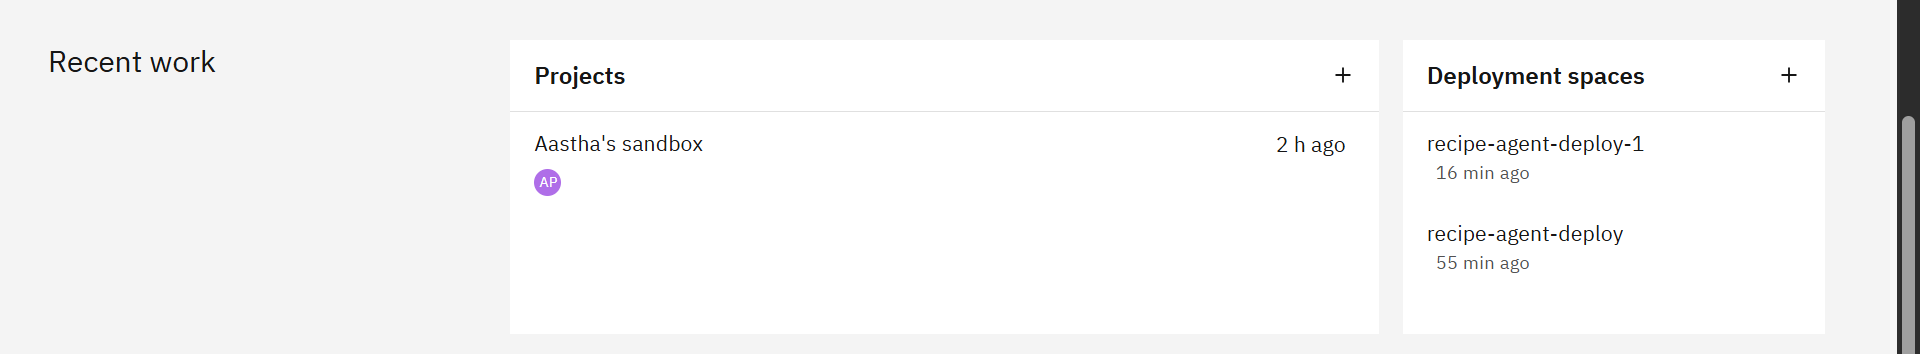 Recent work
Projects
Aastha's sandbox
2 h ago
AP
Deployment spaces
recipe-agent-deploy-1
16 min ago
recipe-agent-deploy
55 min ago